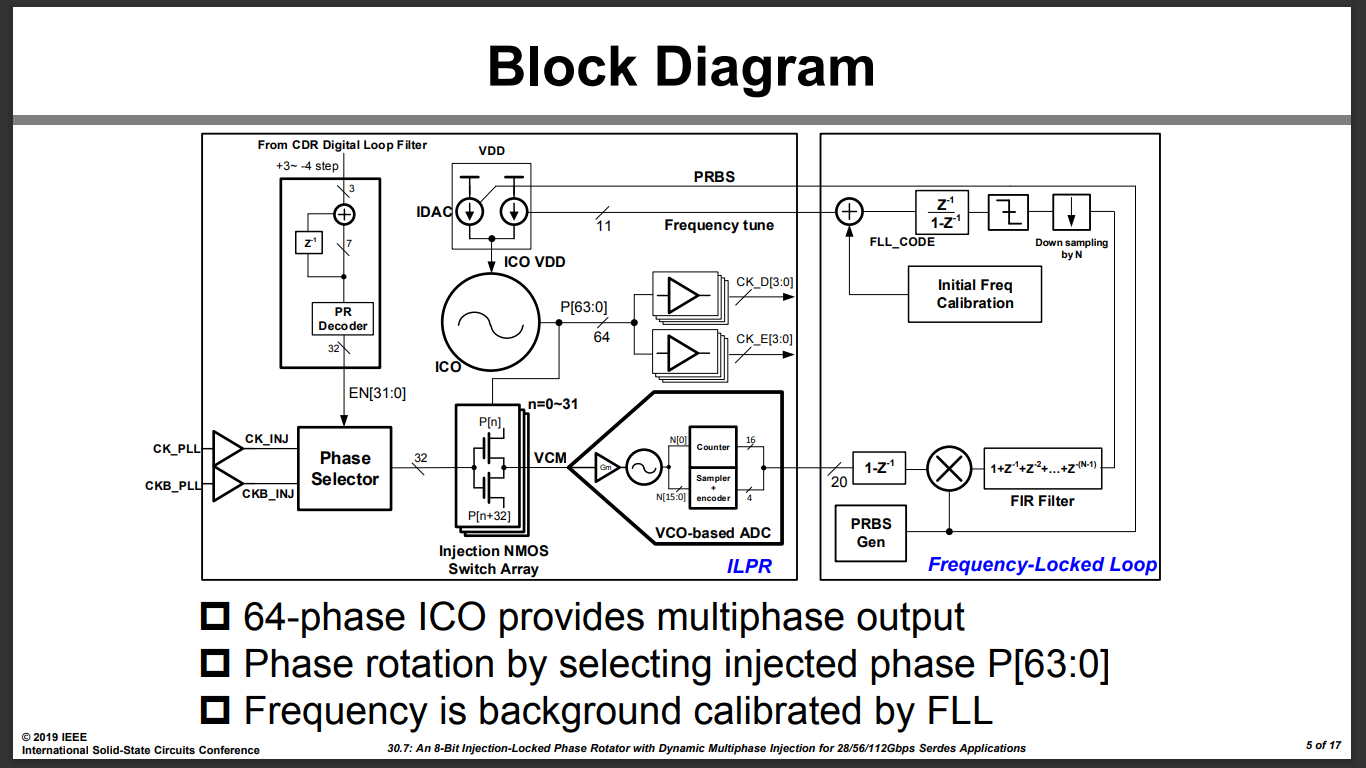 Block Diagram
From CDR Digital Loop Filter
+3~ -4 step
3
Z-1
7
PR
Decoder
32
EN[31:0]
CK_PLL
CKB_PLL
CK_INJ
CKB_INJ
Phase
Selector
32
VDD
IDAC
PRBS
11
Frequency tune
ICO VDD
ICO
P[63:0]
64
CK_D[3:0]
CK_E[3:0]
n=0~31
P[n]
P[n+32]
Injection NMOS
Switch Array
VCM
Gm
N[0]
N[15:0]
Counter
Sampler
+
encoder
16
4
VCO-based ADC
ILPR
FLL_CODE
Z-1
1-Z-1
Down sampling
by N
Initial Freq
Calibration
20
1-Z-1
1+Z-1+Z-2+…+Z-(N-1)
FIR Filter
PRBS
Gen
Frequency-Locked Loop
64-phase ICO provides multiphase output
Phase rotation by selecting injected phase P[63:0]
Frequency is background calibrated by FLL
© 2019 IEEE
International Solid-State Circuits Conference
30.7: An 8-Bit Injection-Locked Phase Rotator with Dynamic Multiphase Injection for 28/56/112Gbps Serdes Applications
5 of 17